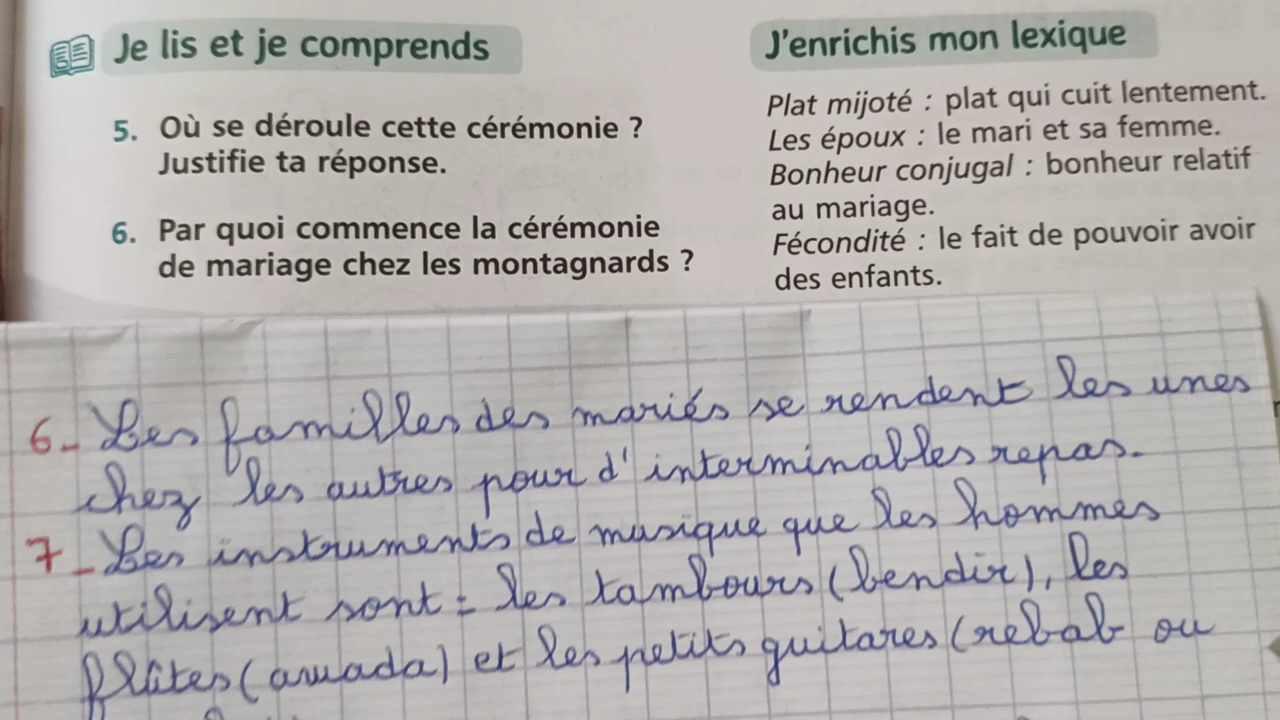 Je lis et je comprends
5. Où se déroule cette cérémonie ?
Justifie ta réponse.
6. Par quoi commence la cérémonie
de mariage chez les montagnards ?
J'enrichis mon lexique
Plat mijoté : plat qui cuit lentement.
Les époux : le mari et sa femme.
Bonheur conjugal : bonheur relatif
au mariage.
Fécondité : le fait de pouvoir avoir
des enfants.
6_ Les familles des mariés se rendent les unes
chez les autres pour d'interminables repas.
7_ Les instruments de musique que les hommes
utilisent sont : les tambours (bendir), les
flûtes (awada) et les petits guitares (rebab ou